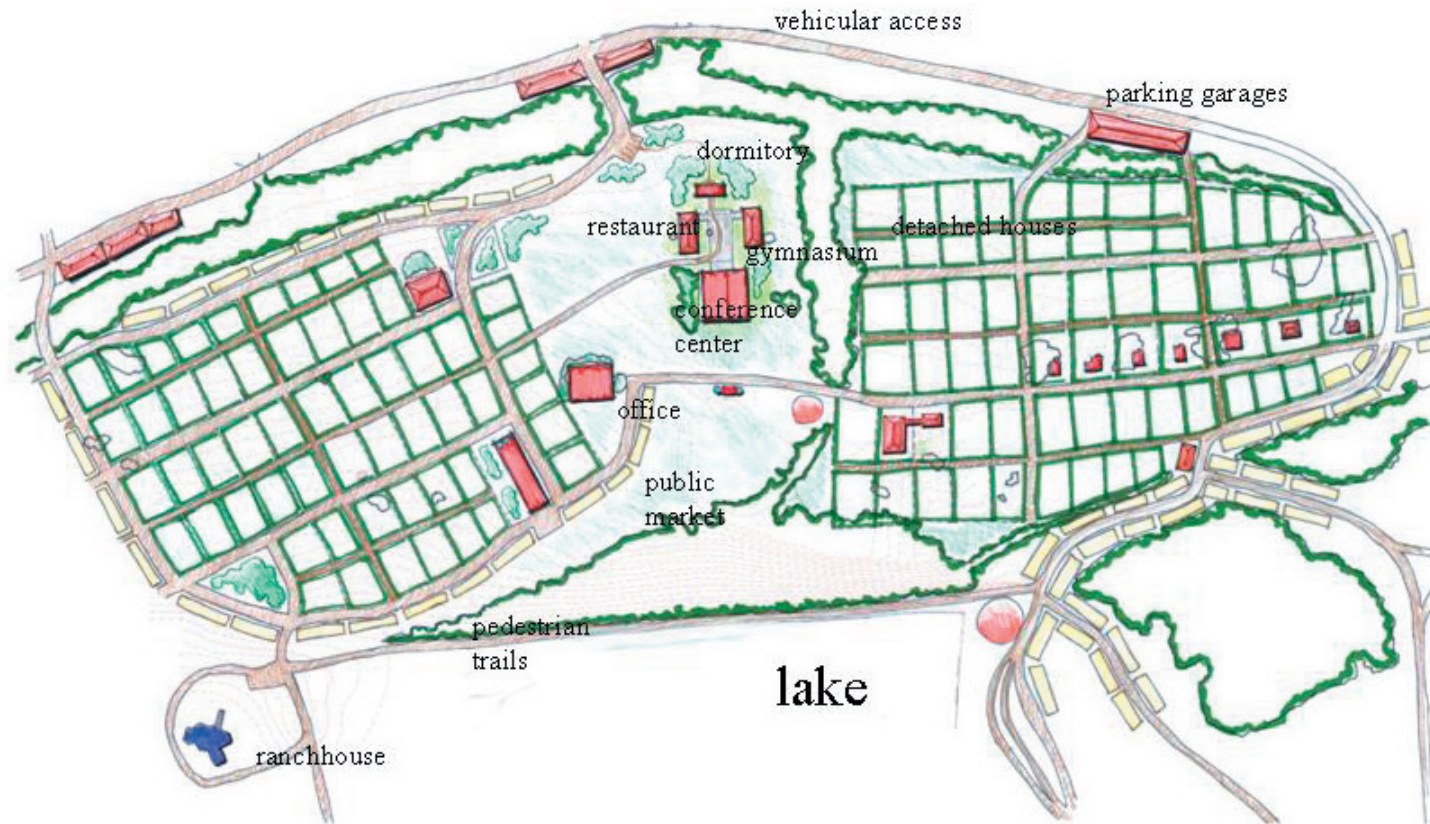 vehicular access
parking garages
dormitory
restaurant
detached houses
gymnasium
conference
center
office
public
market
pedestrian
trails
lake
ranchhouse